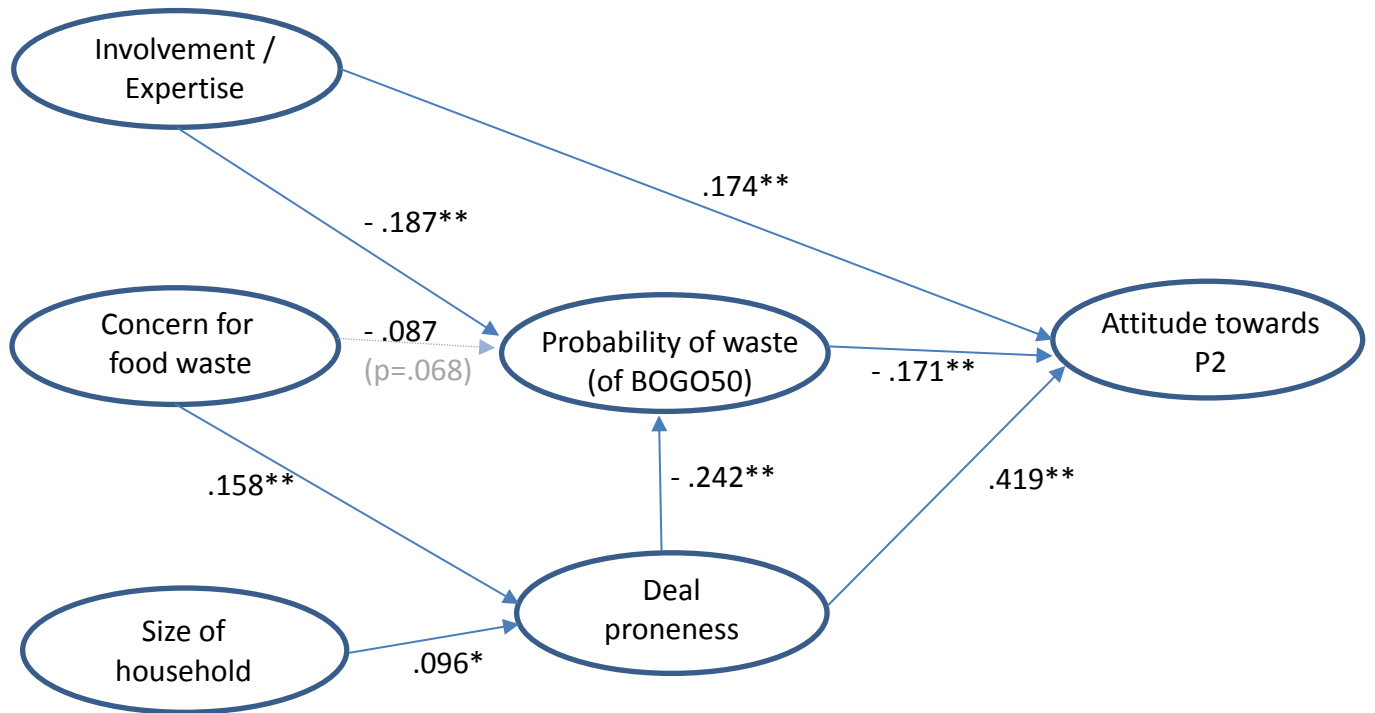 Involvement /
Expertise
.174**
- .187**
Concern for
food waste
- .087
(p=.068)
Probability of waste
(of BOGO50)
Attitude towards
P2
- .171**
.158**
- .242**
.419**
Size of
household
.096*
Deal
proneness